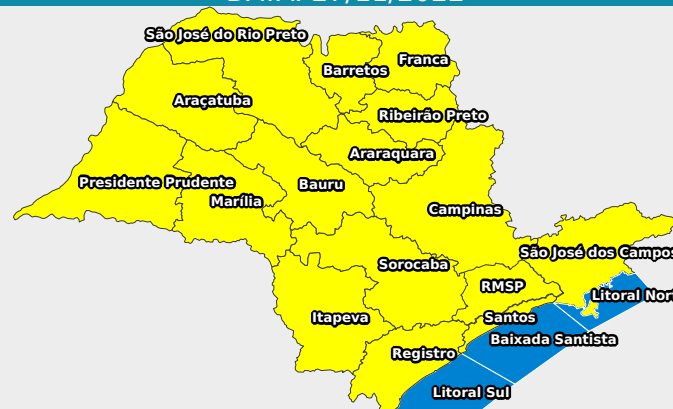 São José do Rio Preto
Franca
Barretos
Araçatuba
Ribeirão Preto
Araraquara
Presidente Prudente
Bauru
Marília
Campinas
São José dos Campos
Sorocaba
RMSP
Litoral Nort
Itapeva
Santos
Baixada Santista
Registro
Litoral Sul